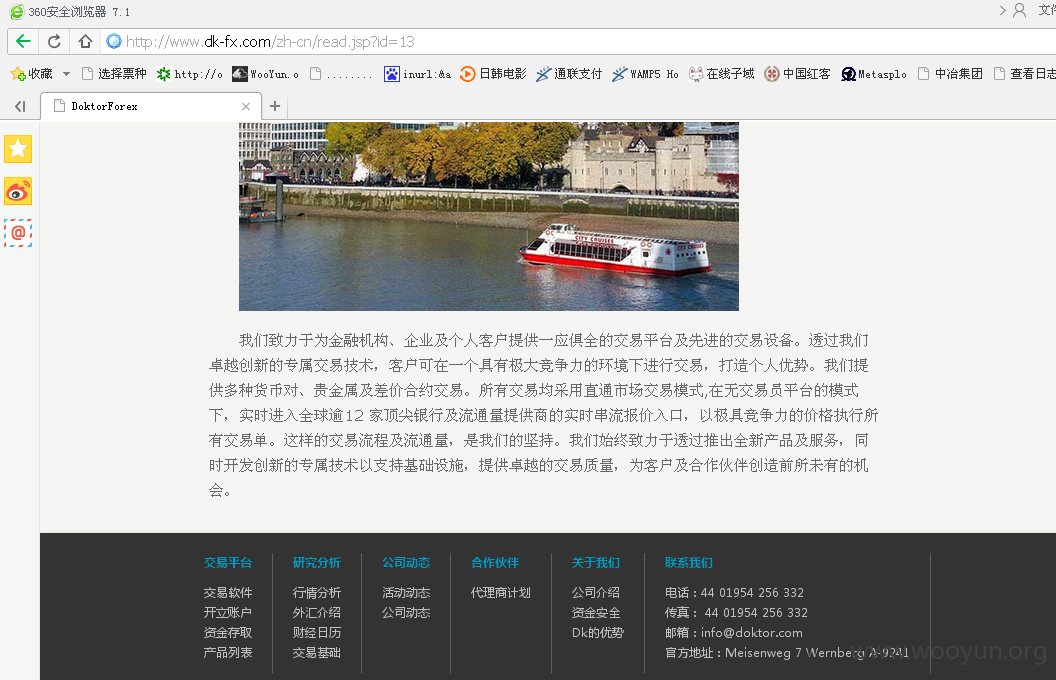 360安全浏览器 7.1
文件
http://www.dk-fx.com/zh-cn/read.jsp?id=13
收藏 选择票种 http://o WooYun.o ........ inurl:&a 日韩电影 通联支付 WAMP5 Ho 在线子域 中国红客 Metasplo 中冶集团 查看日志
DoktorForex
CITY CRUISES
CITY CRUISES
我们致力于为金融机构、企业及个人客户提供一应俱全的交易平台及先进的交易设备。透过我们
卓越创新的专属交易技术，客户可在一个具有极大竞争力的环境下进行交易，打造个人优势。我们提
供多种货币对、贵金属及差价合约交易。所有交易均采用直通市场交易模式,在无交易员平台的模式
下，实时进入全球逾12 家顶尖银行及流通量提供商的实时串流报价入口，以极具竞争力的价格执行所
有交易单。这样的交易流程及流通量，是我们的坚持。我们始终致力于透过推出全新产品及服务，同
时开发创新的专属技术以支持基础设施，提供卓越的交易质量，为客户及合作伙伴创造前所未有的机
会。
交易平台
交易软件
开立账户
资金存取
产品列表
研究分析
行情分析
外汇介绍
财经日历
交易基础
公司动态
活动动态
公司动态
合作伙伴
代理商计划
关于我们
公司介绍
资金安全
Dk的优势
联系我们
电话：44 01954 256 332
传真： 44 01954 256 332
邮箱：info@doktor.com
官方地址：Meisenweg 7 Wernberg A-9241
www.wooyun.org